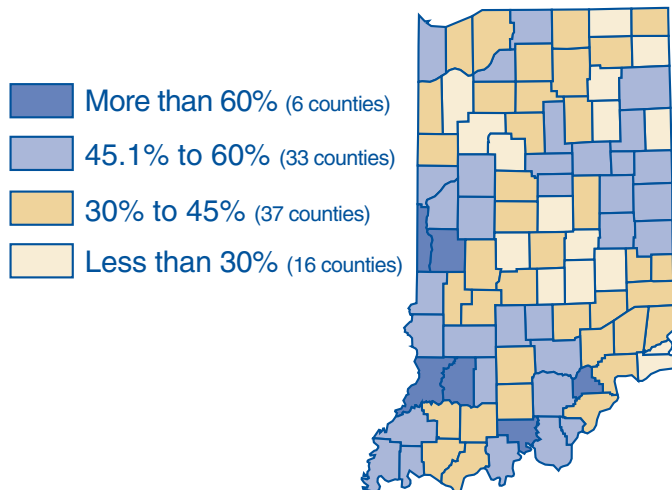 More than 60% (6 counties)
45.1% to 60% (33 counties)
30% to 45% (37 counties)
Less than 30% (16 counties)